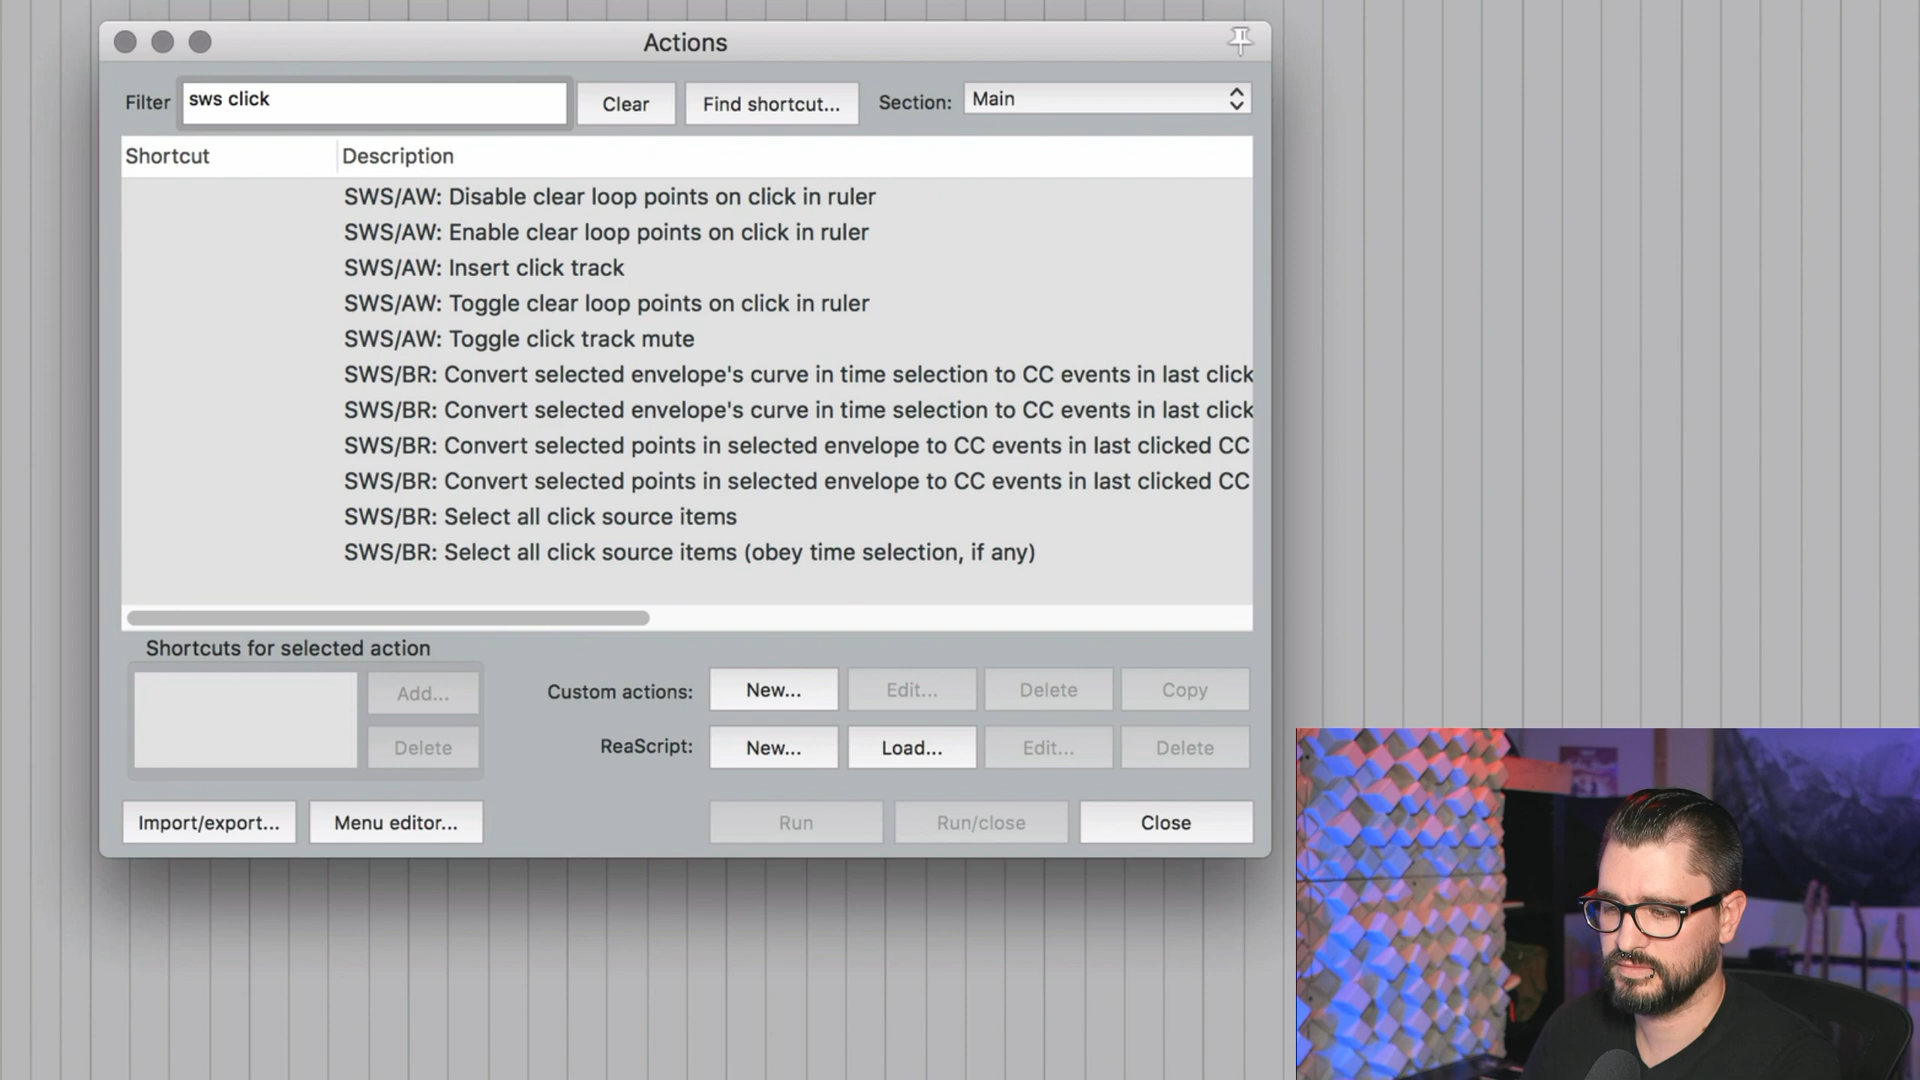 Actions
Filter
sws click
Clear
Find shortcut...
Section:
Main
Shortcut
Description
SWS/AW: Disable clear loop points on click in ruler
SWS/AW: Enable clear loop points on click in ruler
SWS/AW: Insert click track
SWS/AW: Toggle clear loop points on click in ruler
SWS/AW: Toggle click track mute
SWS/BR: Convert selected envelope's curve in time selection to CC events in last click
SWS/BR: Convert selected envelope's curve in time selection to CC events in last click
SWS/BR: Convert selected points in selected envelope to CC events in last clicked CC
SWS/BR: Convert selected points in selected envelope to CC events in last clicked CC
SWS/BR: Select all click source items
SWS/BR: Select all click source items (obey time selection, if any)
Shortcuts for selected action
Add...
Delete
Custom actions:
New...
Edit...
Delete
Copy
ReaScript:
New...
Load...
Edit...
Delete
Import/export...
Menu editor...
Run
Run/close
Close